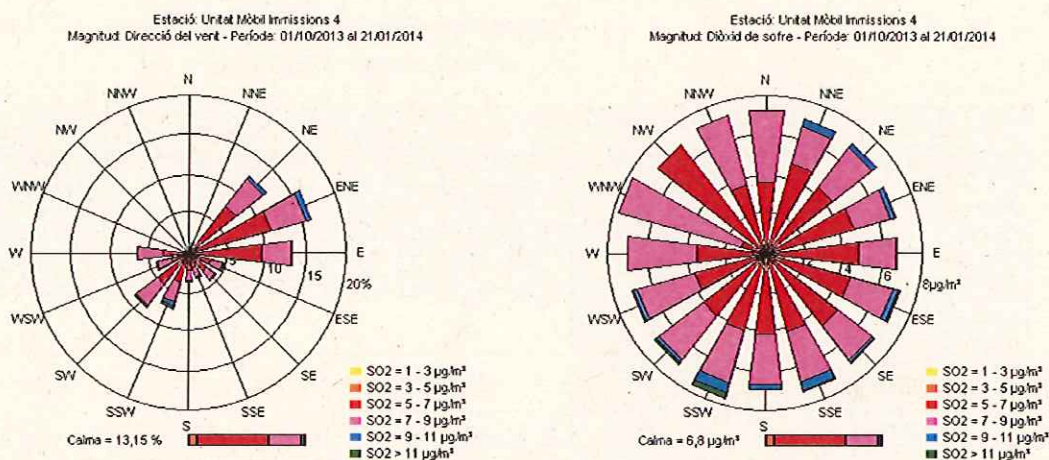 Estació: Unitat Mòbil Immissions 4
Magnitud: Direcció del vent - Període: 01/10/2013 al 21/01/2014
N
NNE
NE
ENE
E
ESE
SE
SSE
S
SSW
SW
WSW
W
WNW
NW
NNW
10
15
20%
Calma = 13,15 %
SO2 = 1 - 3 µg/m³
SO2 = 3 - 5 µg/m³
SO2 = 5 - 7 µg/m³
SO2 = 7 - 9 µg/m³
SO2 = 9 - 11 µg/m³
SO2 > 11 µg/m³
Estació: Unitat Mòbil Immissions 4
Magnitud: Diòxid de sofre - Període: 01/10/2013 al 21/01/2014
N
NNE
NE
ENE
E
ESE
SE
SSE
S
SSW
SW
WSW
W
WNW
NW
NNW
4
6
8µg/m³
Calma = 6,8 µg/m³
SO2 = 1 - 3 µg/m³
SO2 = 3 - 5 µg/m³
SO2 = 5 - 7 µg/m³
SO2 = 7 - 9 µg/m³
SO2 = 9 - 11 µg/m³
SO2 > 11 µg/m³